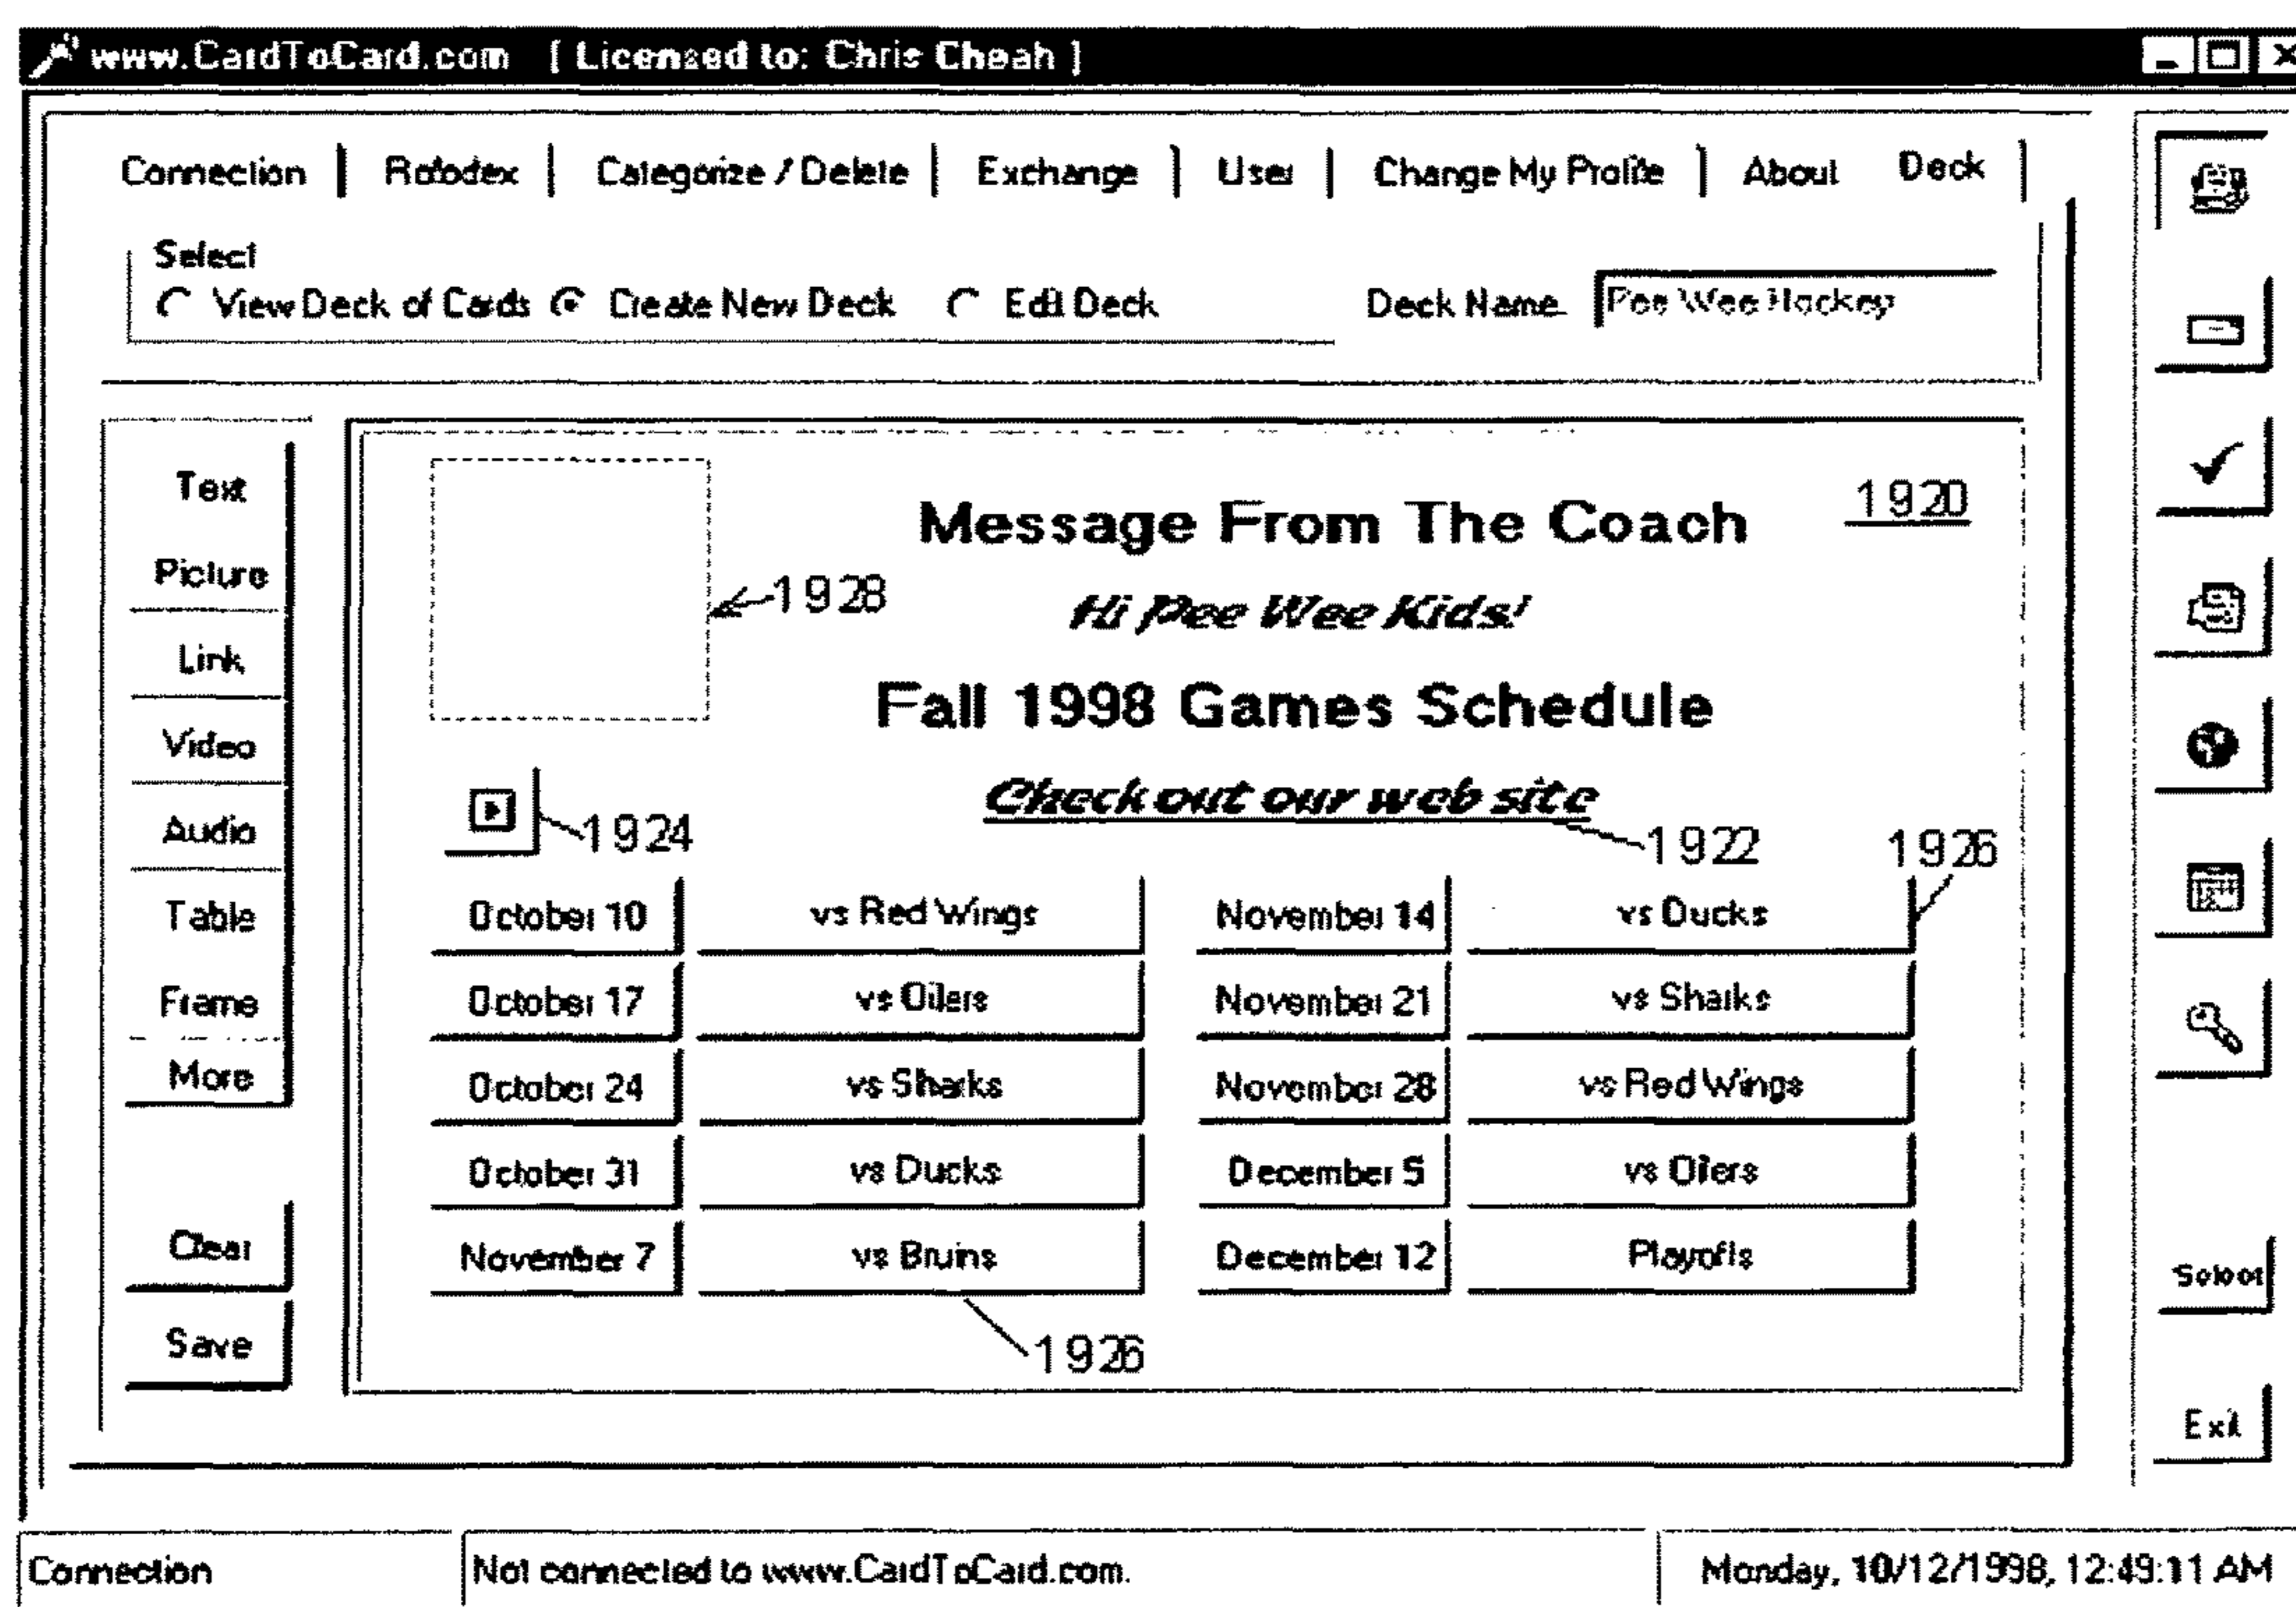 www.CardToCard.com [ Licensed to: Chris Cheah ]
Connection Rolodex Categorize / Delete Exchange User Change My Profile About Deck
Select
View Deck of Cards Create New Deck Edit Deck Deck Name Pee Wee Hockey
Text
Picture
Link
Video
Audio
Table
Frame
More
Clear
Save
Message From The Coach 1920
1928
Hi Pee Wee Kids!
Fall 1998 Games Schedule
Check out our web site
1924 1922 1926
October 10 vs Red Wings November 14 vs Ducks
October 17 vs Oilers November 21 vs Sharks
October 24 vs Sharks November 28 vs Red Wings
October 31 vs Ducks December 5 vs Oilers
November 7 vs Bruins December 12 Playoffs
1926
Select
Exit
Connection Not connected to www.CardToCard.com. Monday, 10/12/1998, 12:49:11 AM